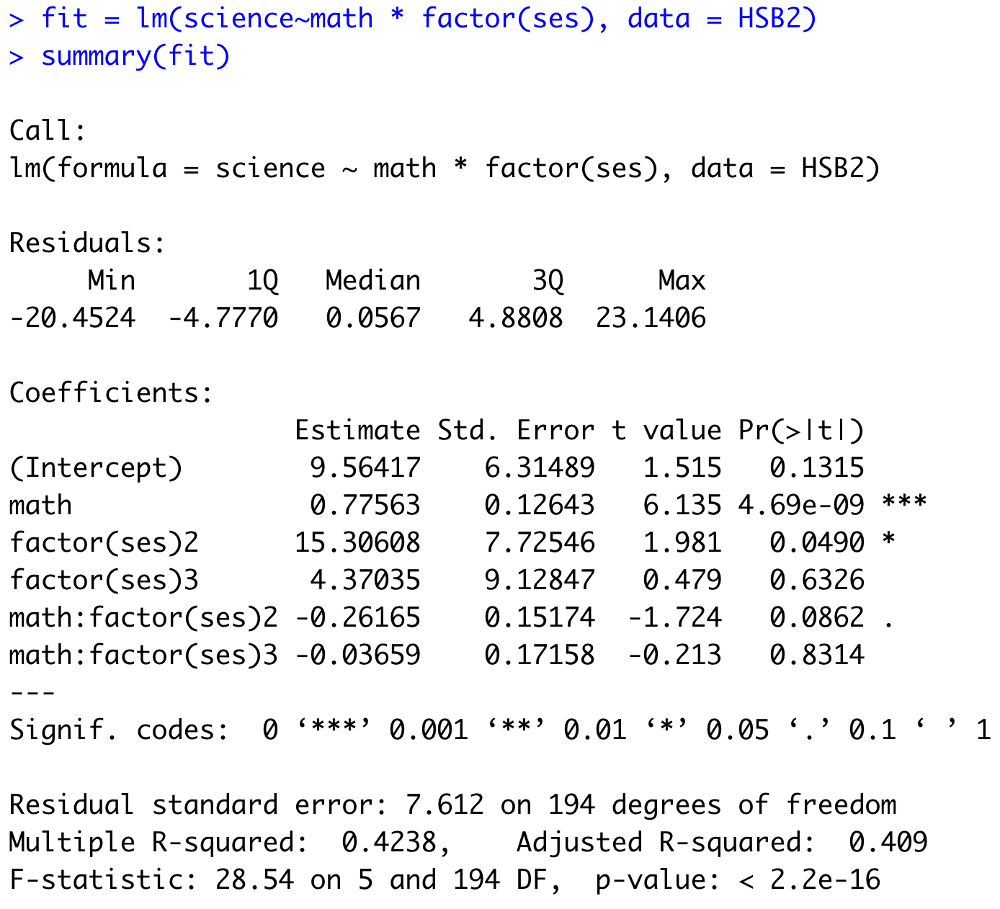 > fit = lm(science~math * factor(ses), data = HSB2)
> summary(fit)
Call:
lm(formula = science ~ math * factor(ses), data = HSB2)
Residuals:
     Min       1Q   Median       3Q      Max
-20.4524  -4.7770   0.0567   4.8808  23.1406
Coefficients:
                  Estimate Std. Error t value Pr(>|t|)
(Intercept)        9.56417    6.31489   1.515   0.1315
math               0.77563    0.12643   6.135 4.69e-09 ***
factor(ses)2      15.30608    7.72546   1.981   0.0490 *
factor(ses)3       4.37035    9.12847   0.479   0.6326
math:factor(ses)2 -0.26165    0.15174  -1.724   0.0862 .
math:factor(ses)3 -0.03659    0.17158  -0.213   0.8314
---
Signif. codes:  0 ‘***’ 0.001 ‘**’ 0.01 ‘*’ 0.05 ‘.’ 0.1 ‘ ’ 1
Residual standard error: 7.612 on 194 degrees of freedom
Multiple R-squared:  0.4238,    Adjusted R-squared:  0.409
F-statistic: 28.54 on 5 and 194 DF,  p-value: < 2.2e-16